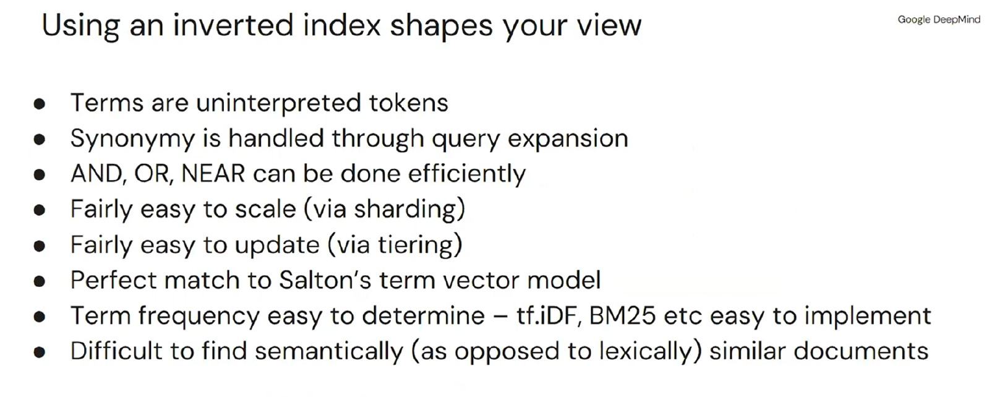 Using an inverted index shapes your view
Google DeepMind
● Terms are uninterpreted tokens
● Synonymy is handled through query expansion
● AND, OR, NEAR can be done efficiently
● Fairly easy to scale (via sharding)
● Fairly easy to update (via tiering)
● Perfect match to Salton's term vector model
● Term frequency easy to determine – tf.iDF, BM25 etc easy to implement
● Difficult to find semantically (as opposed to lexically) similar documents